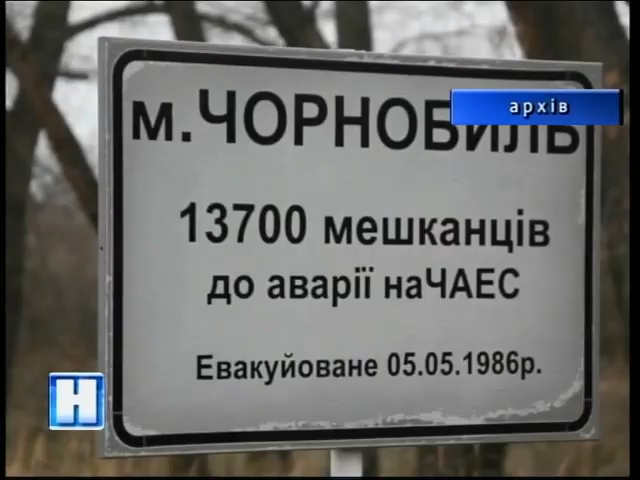 архів
м.ЧОРНОБИЛЬ
13700 мешканців
до аварії наЧАЕС
Евакуйоване 05.05.1986р.
Н